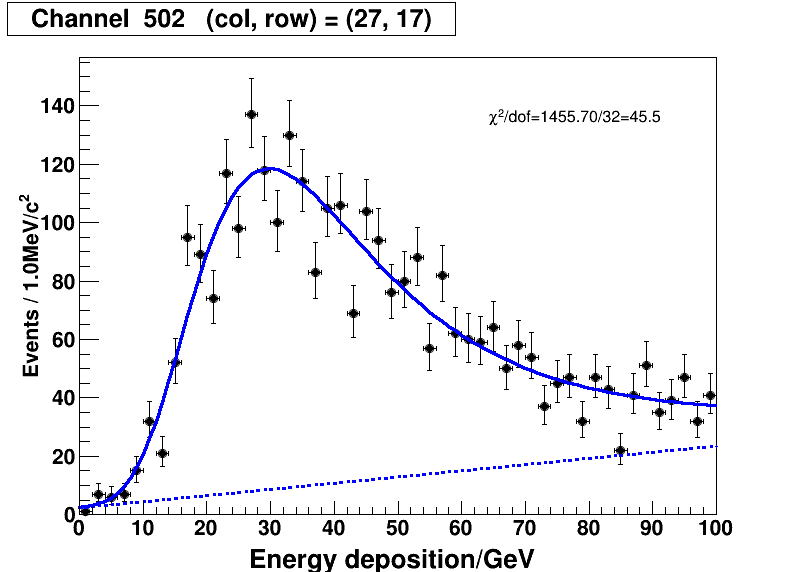 Channel 502 (col, row) = (27, 17)
χ²/dof=1455.70/32=45.5
Events / 1.0MeV/c²
140
120
100
80
60
40
20
0
0 10 20 30 40 50 60 70 80 90 100
Energy deposition/GeV